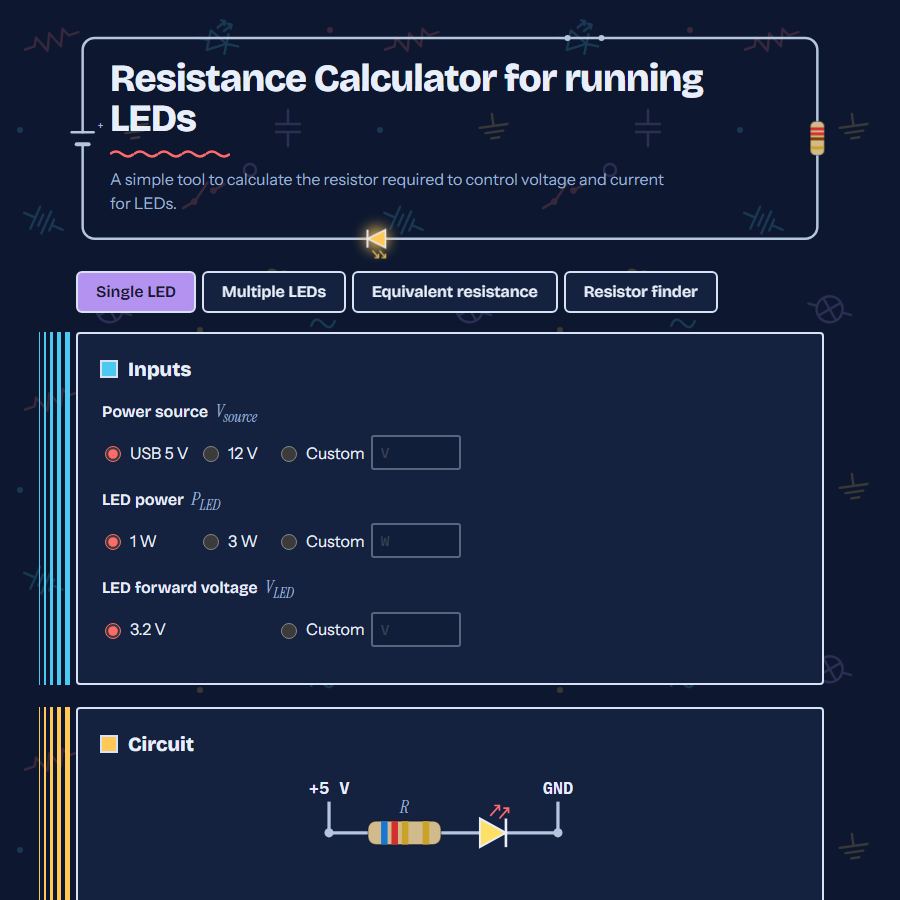 Resistance Calculator for running
LEDs
+
A simple tool to calculate the resistor required to control voltage and current
for LEDs.
Single LED
Multiple LEDs
Equivalent resistance
Resistor finder
Inputs
Power source Vsource
USB 5 V 12 V Custom V
LED power PLED
1 W 3 W Custom W
LED forward voltage VLED
3.2 V Custom V
Circuit
+5 V GND
R